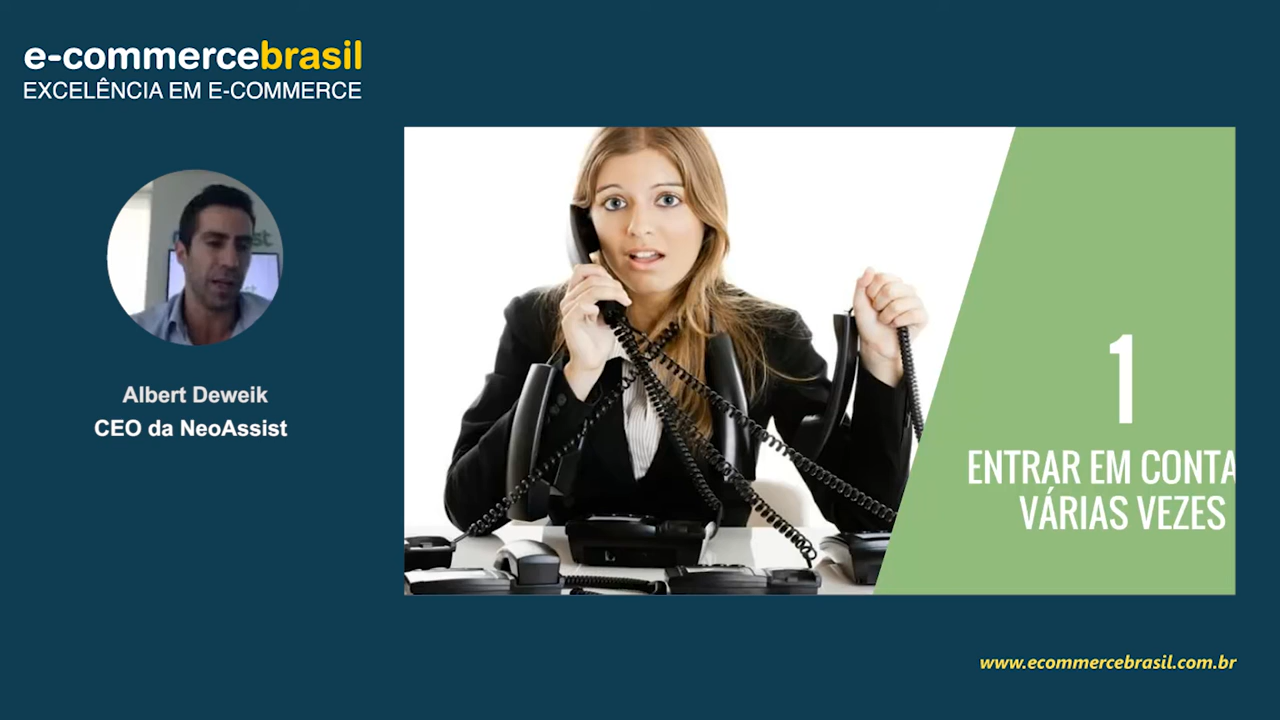 e-commercebrasil
EXCELÊNCIA EM E-COMMERCE
Albert Deweik
CEO da NeoAssist
1
ENTRAR EM CONTA
VÁRIAS VEZES
www.ecommercebrasil.com.br